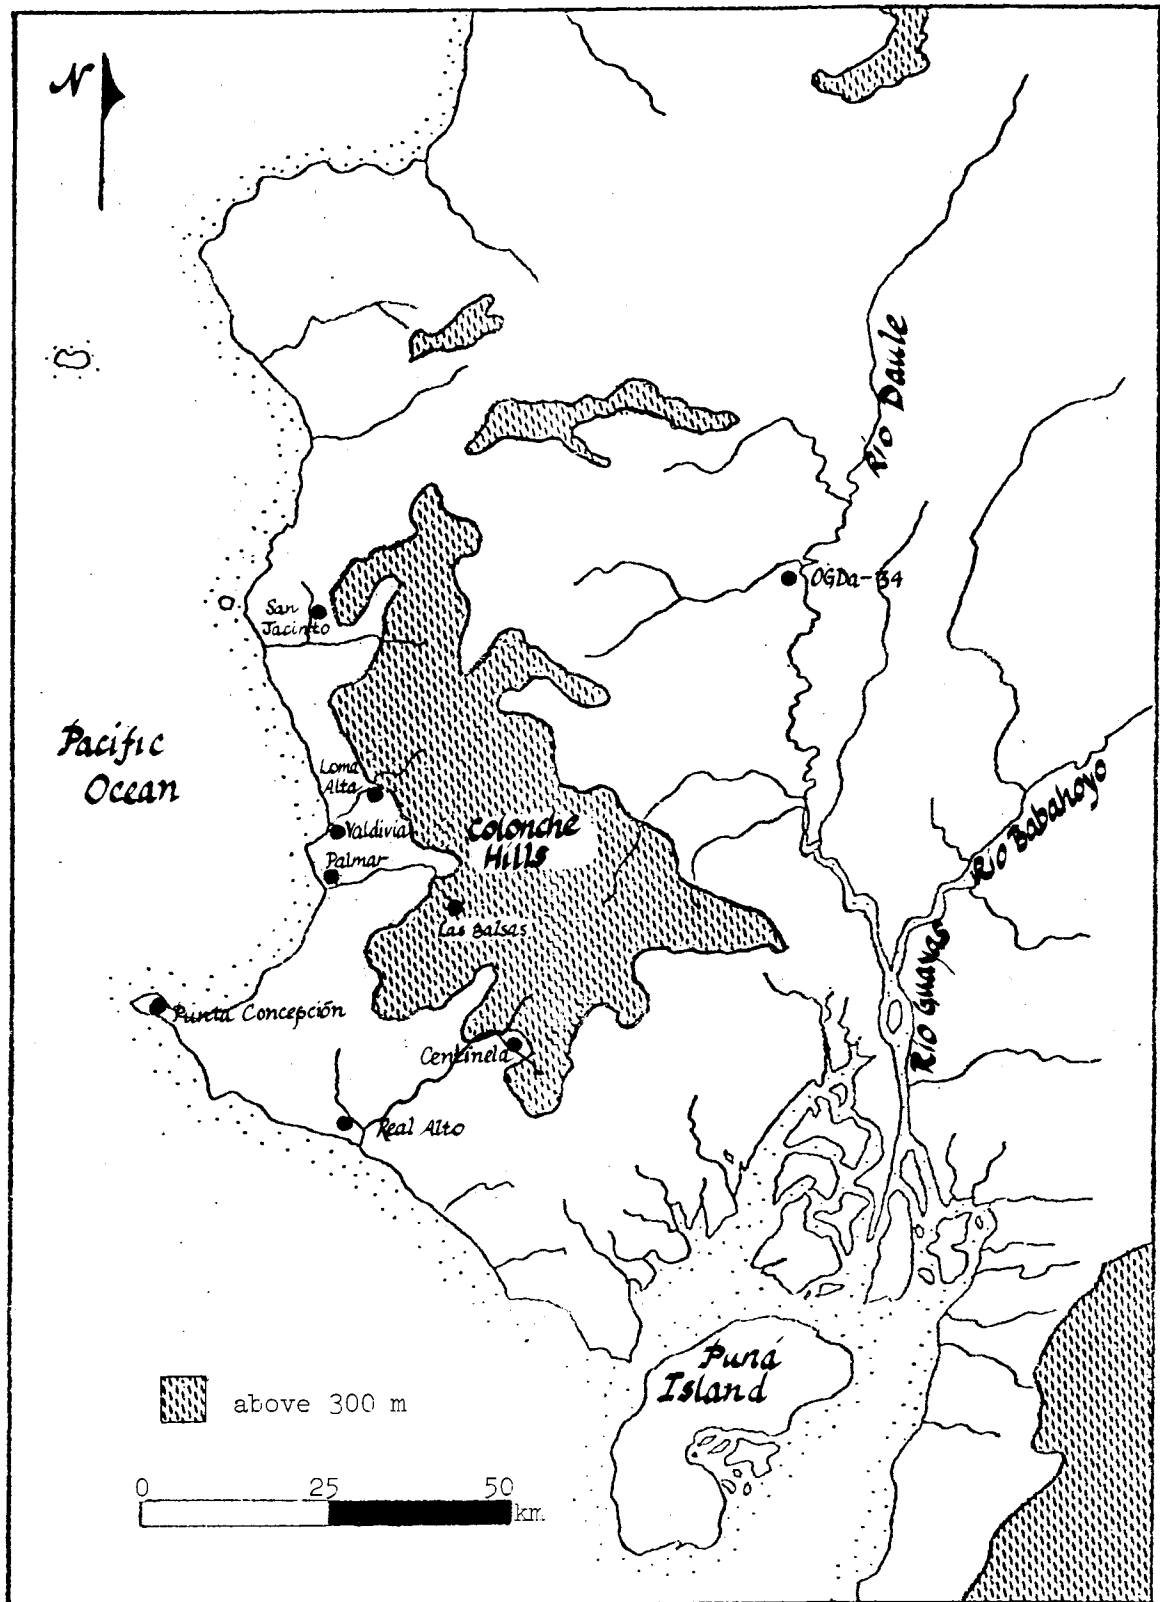 N
Río Daule
OGDa-34
San
Jacinto
Pacific
Ocean
Loma
Alta
Valdivia
Colonche
Hills
Palmar
Las Balsas
Río Babahoyo
Río Guayas
Punta Concepción
Centinela
Real Alto
Puná
Island
above 300 m
0 25 50
km